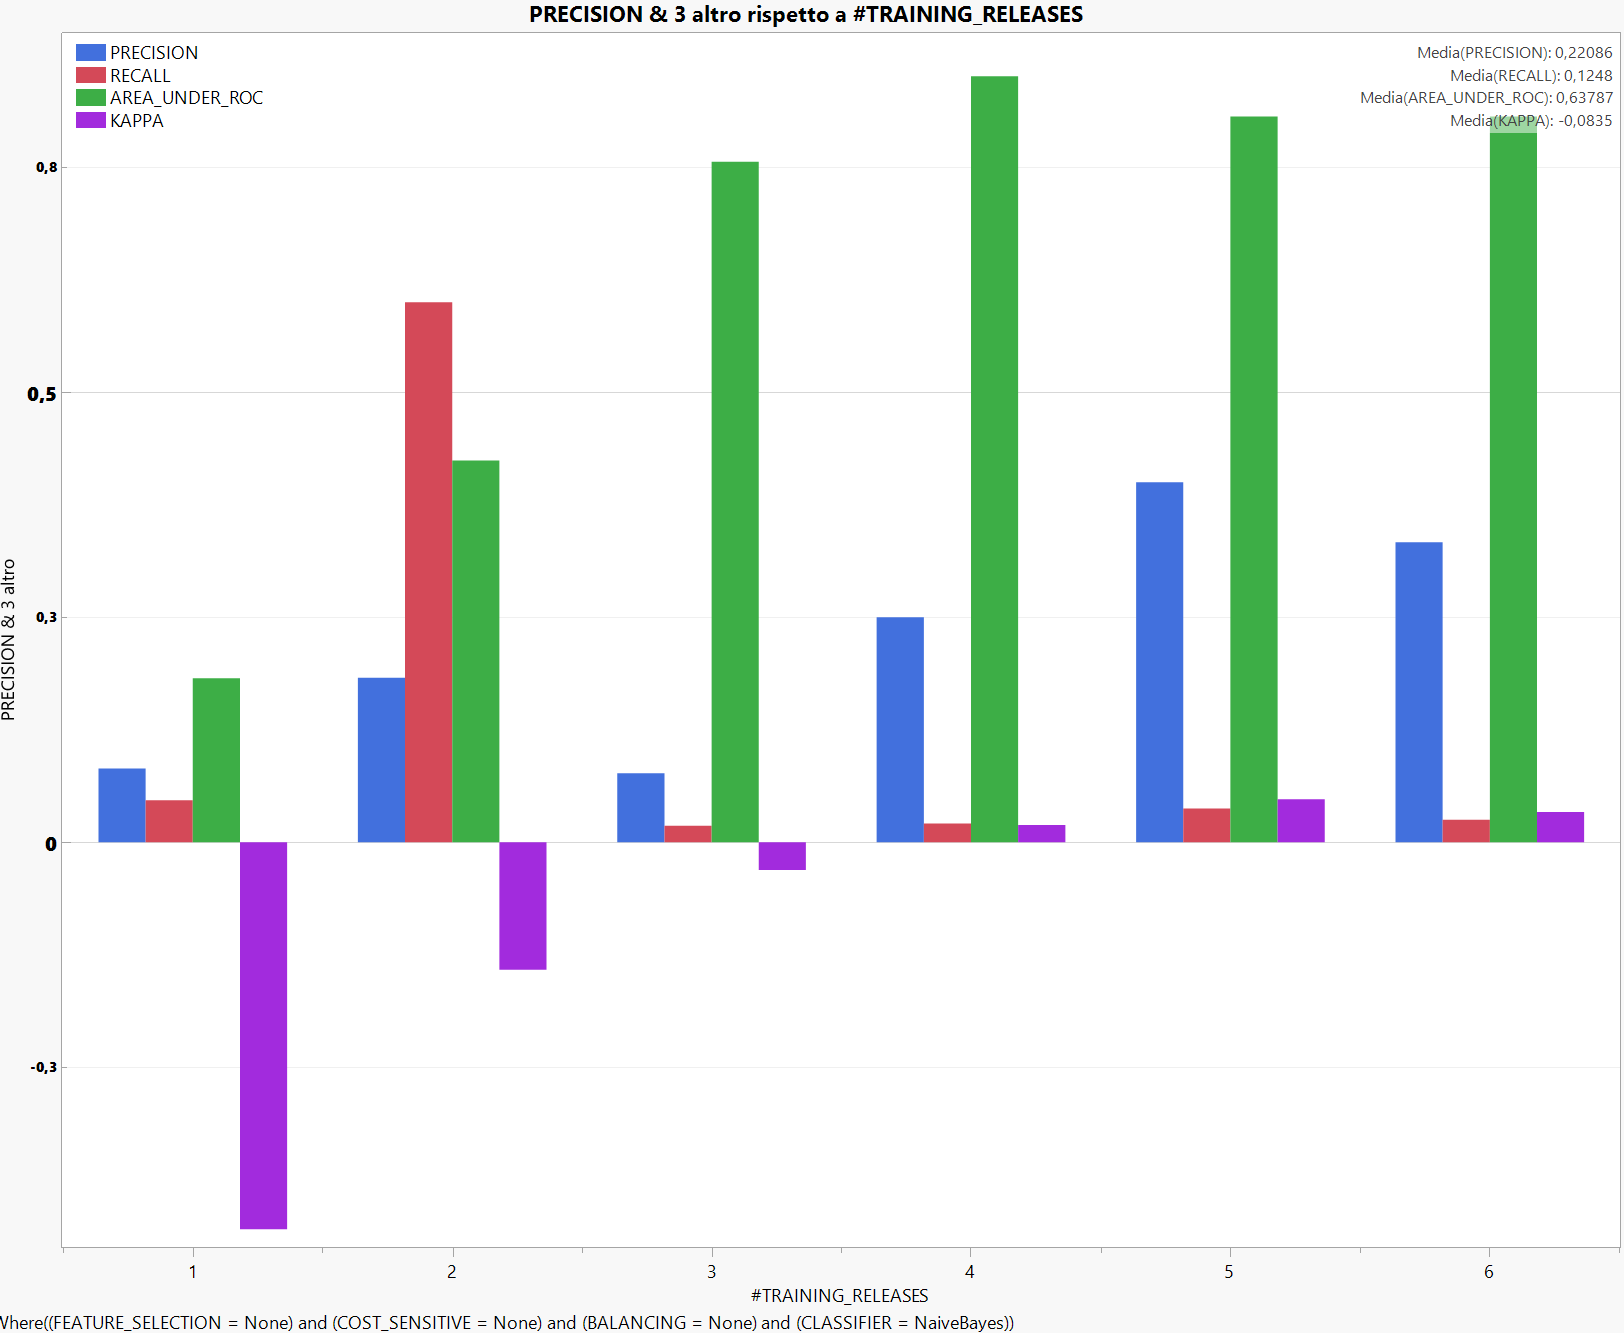 PRECISION & 3 altro rispetto a #TRAINING_RELEASES
PRECISION
RECALL
AREA_UNDER_ROC
KAPPA
Media(PRECISION): 0,22086
Media(RECALL): 0,1248
Media(AREA_UNDER_ROC): 0,63787
Media(KAPPA): -0,0835
PRECISION & 3 altro
0,8
0,5
0,3
0
-0,3
1 2 3 4 5 6
#TRAINING_RELEASES
Where((FEATURE_SELECTION = None) and (COST_SENSITIVE = None) and (BALANCING = None) and (CLASSIFIER = NaiveBayes))